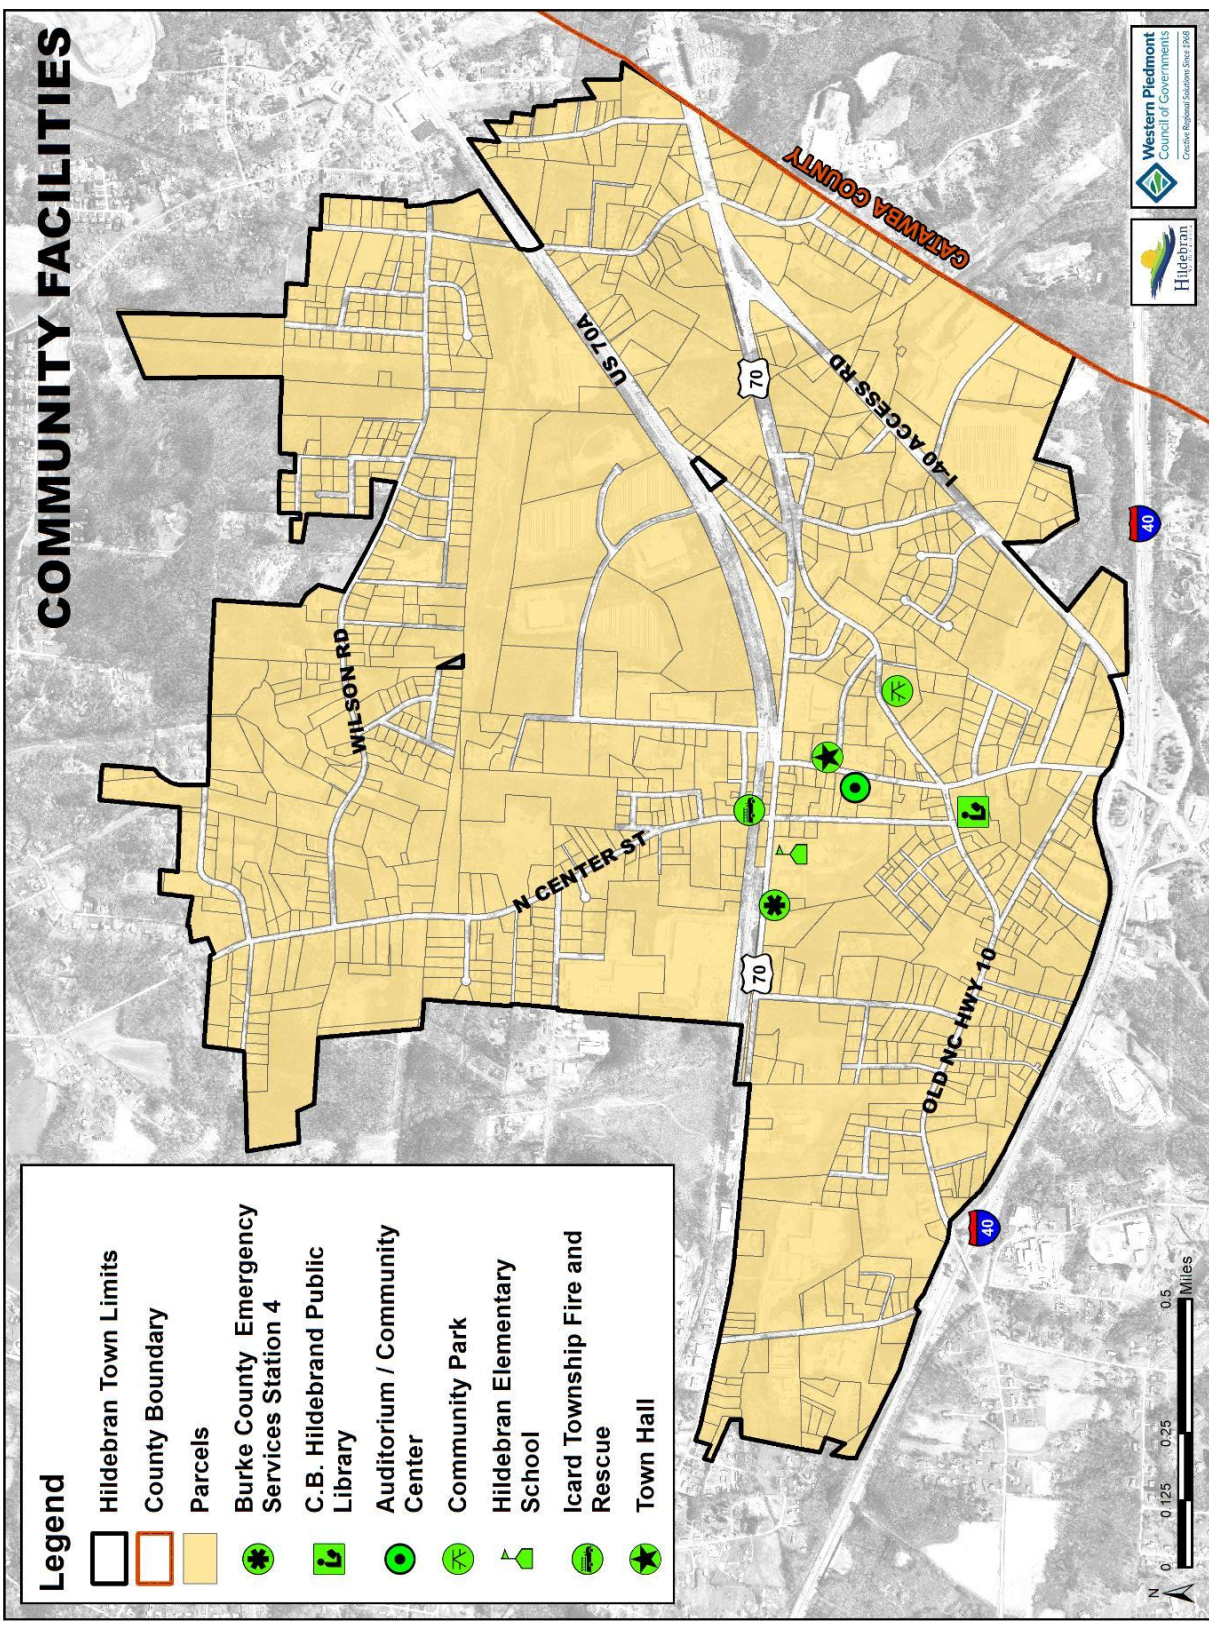 COMMUNITY FACILITIES
Legend
Hildebran Town Limits
County Boundary
Parcels
Burke County Emergency
Services Station 4
C.B. Hildebrand Public
Library
Auditorium / Community
Center
Community Park
Hildebran Elementary
School
Icard Township Fire and
Rescue
Town Hall
WILSON RD
N CENTER ST
US 70A
70
70
I-40 ACCESS RD
OLD NC HWY 10
CATAWBA COUNTY
40
40
N
0 0.125 0.25 0.5
Miles
Hildebran
Western Piedmont
Council of Governments
Creative Regional Solutions Since 1968